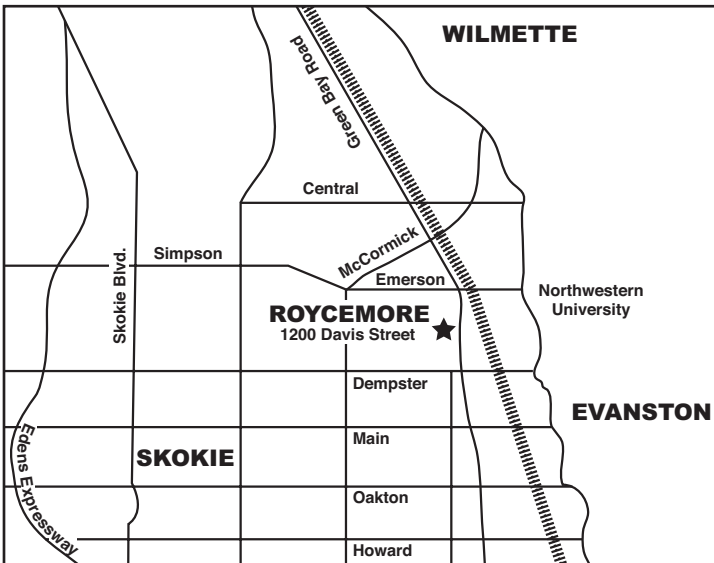 WILMETTE
Green Bay Road
Central
McCormick
Simpson
Skokie Blvd.
Emerson
Northwestern
University
ROYCEMORE
1200 Davis Street
Dempster
EVANSTON
Main
SKOKIE
Edens Expressway
Oakton
Howard